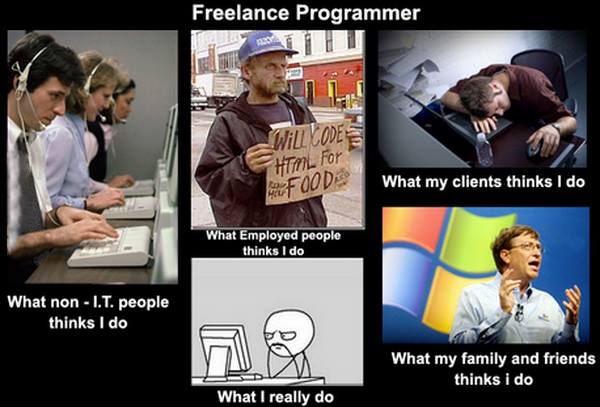 Freelance Programmer
What non - I.T. people
thinks I do
WiLL CODE
HTML For
FOOD
What Employed people
thinks I do
What I really do
What my clients thinks I do
What my family and friends
thinks i do